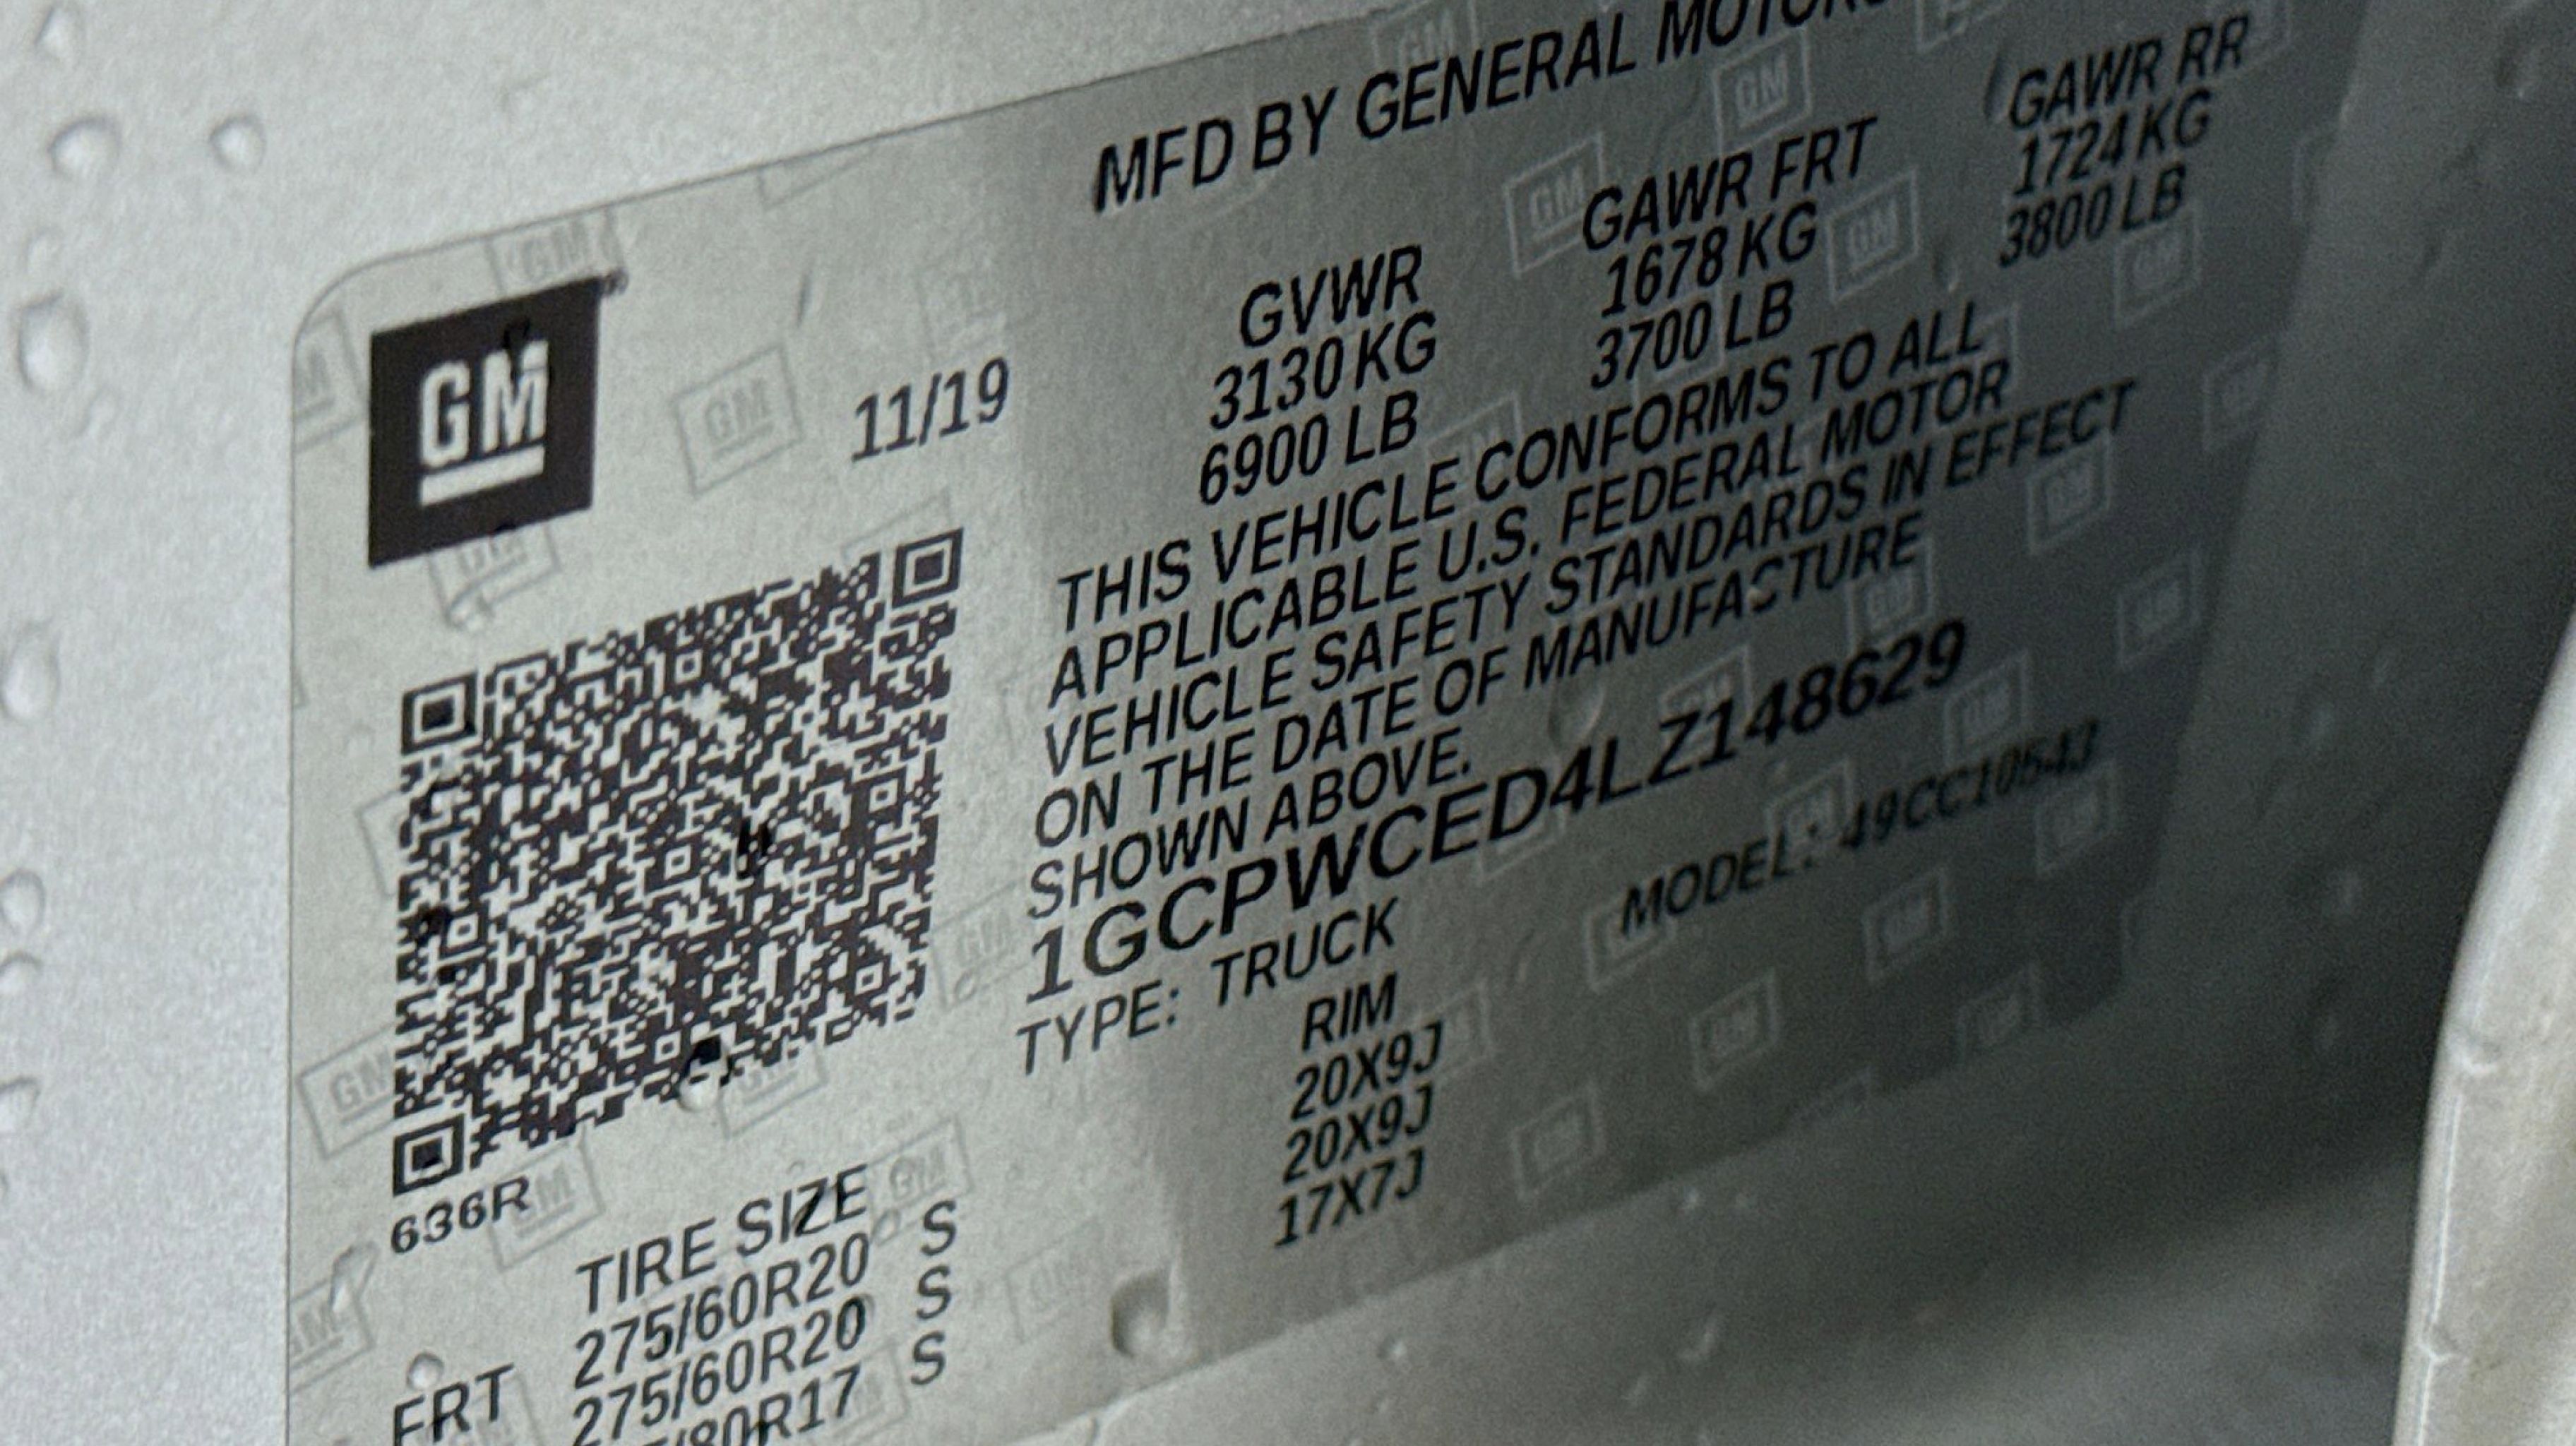 MFD BY GENERAL MOTORS
GM
11/19
GVWR GAWR FRT GAWR RR
3130 KG 1678 KG 1724 KG
6900 LB 3700 LB 3800 LB
THIS VEHICLE CONFORMS TO ALL
APPLICABLE U.S. FEDERAL MOTOR
VEHICLE SAFETY STANDARDS IN EFFECT
ON THE DATE OF MANUFACTURE
SHOWN ABOVE.
1GCPWCED4LZ148629
TYPE: TRUCK MODEL: 49CC10543
636R
TIRE SIZE RIM
FRT 275/60R20 S 20X9J
275/60R20 S 20X9J
/80R17 S 17X7J